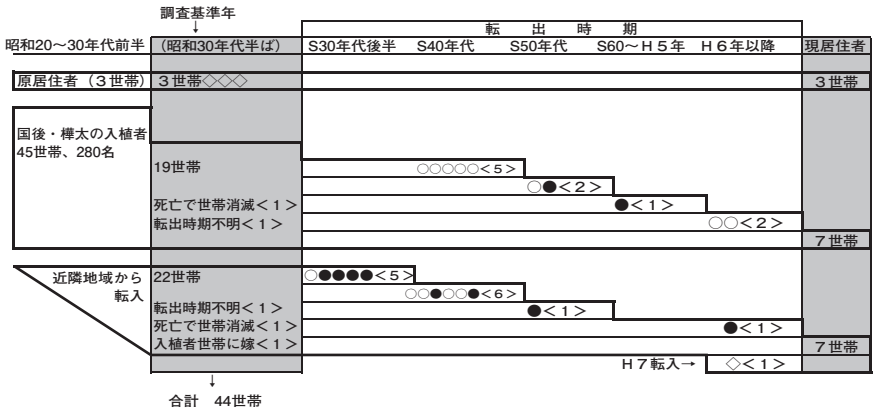 調査基準年
↓
転 出 時 期
昭和20～30年代前半 (昭和30年代半ば) S30年代後半 S40年代 S50年代 S60～H5年 H6年以降 現居住者
原居住者（３世帯） 3世帯◇◇◇ 3世帯
国後・樺太の入植者
45世帯、280名
19世帯 ○○○○○<5>
○●<2>
死亡で世帯消滅<1> ●<1>
転出時期不明<1> ○○<2>
7世帯
近隣地域から 22世帯 ○●●●●<5>
転入 ○○●○○●<6>
転出時期不明<1> ●<1>
死亡で世帯消滅<1> ●<1>
入植者世帯に嫁<1> 7世帯
H7転入→ ◇<1>
↓
合計 44世帯